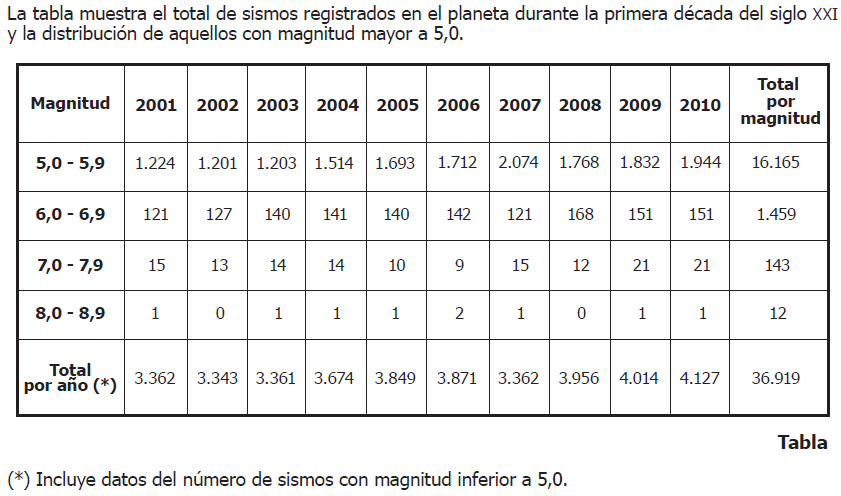 La tabla muestra el total de sismos registrados en el planeta durante la primera década del siglo XXI
y la distribución de aquellos con magnitud mayor a 5,0.
Magnitud 2001 2002 2003 2004 2005 2006 2007 2008 2009 2010 Total por magnitud
5,0 - 5,9 1.224 1.201 1.203 1.514 1.693 1.712 2.074 1.768 1.832 1.944 16.165
6,0 - 6,9 121 127 140 141 140 142 121 168 151 151 1.459
7,0 - 7,9 15 13 14 14 10 9 15 12 21 21 143
8,0 - 8,9 1 0 1 1 1 2 1 0 1 1 12
Total por año (*) 3.362 3.343 3.361 3.674 3.849 3.871 3.362 3.956 4.014 4.127 36.919
Tabla
(*) Incluye datos del número de sismos con magnitud inferior a 5,0.